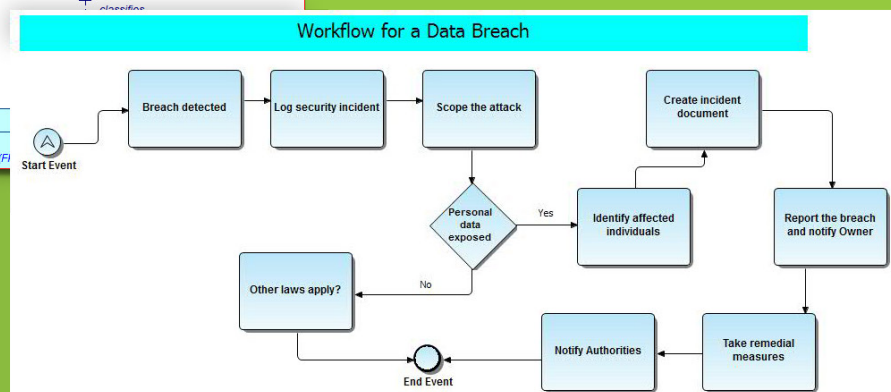 classifies
Workflow for a Data Breach
Breach detected
Log security incident
Scope the attack
Create incident
document
Start Event
Personal
data
exposed
Yes
Identify affected
individuals
Report the breach
and notify Owner
No
Other laws apply?
Take remedial
measures
Notify Authorities
End Event